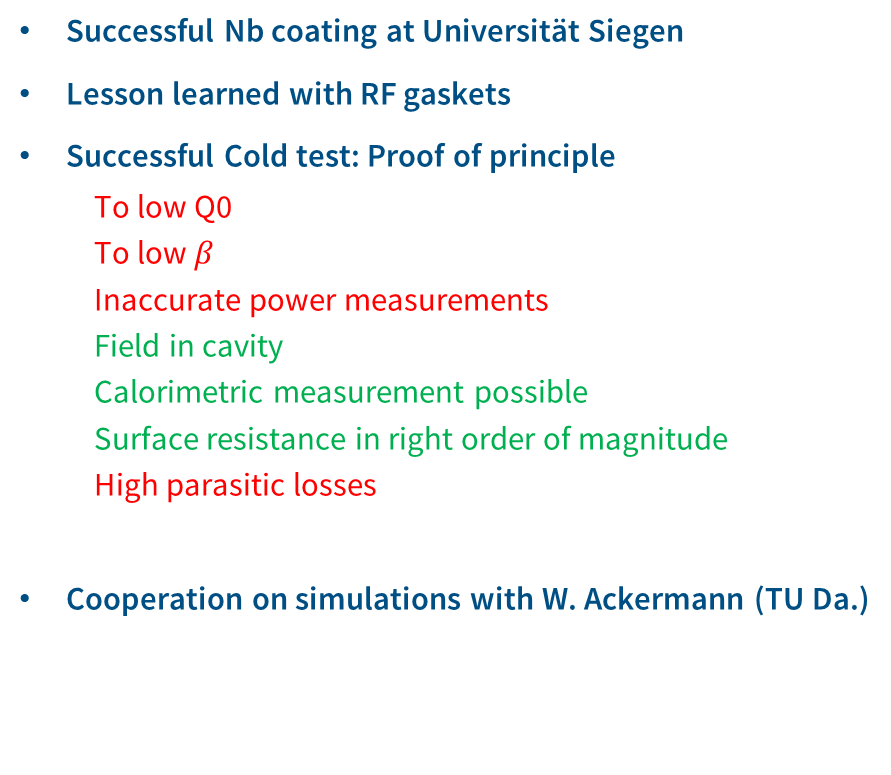 • Successful Nb coating at Universität Siegen
• Lesson learned with RF gaskets
• Successful Cold test: Proof of principle
To low Q0
To low β
Inaccurate power measurements
Field in cavity
Calorimetric measurement possible
Surface resistance in right order of magnitude
High parasitic losses
• Cooperation on simulations with W. Ackermann (TU Da.)